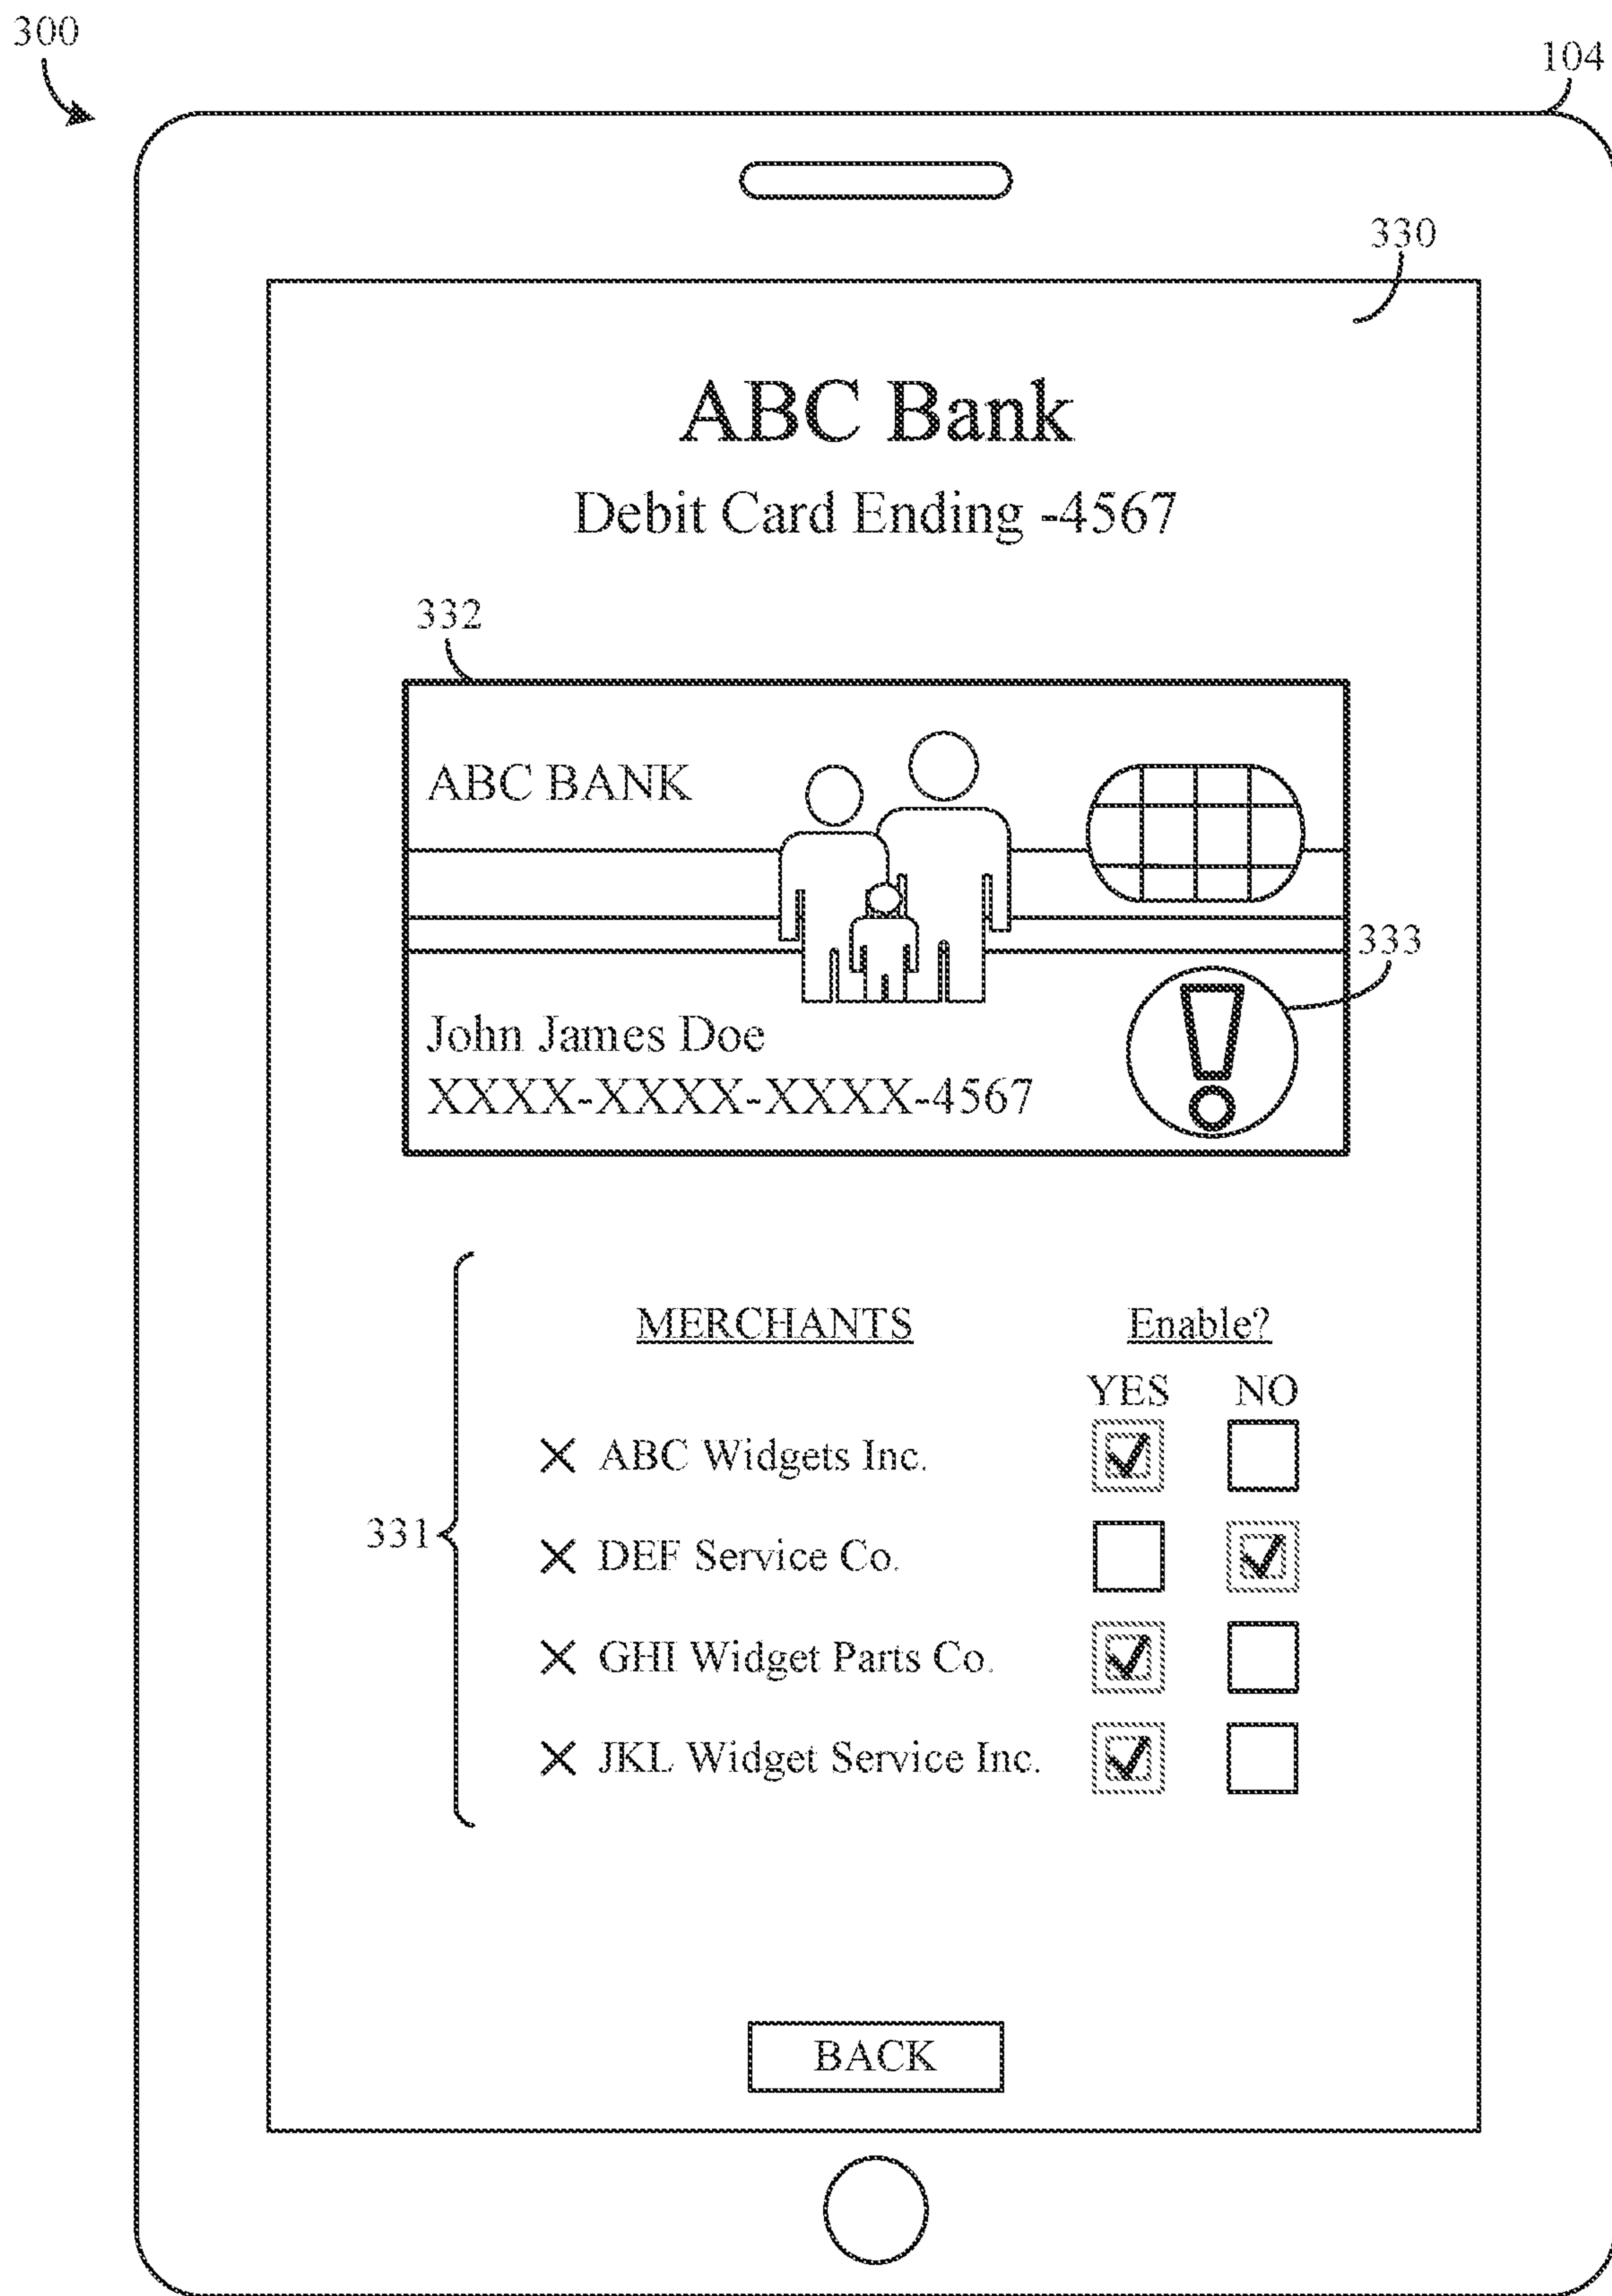 300
104
330
ABC Bank
Debit Card Ending -4567
332
ABC BANK
333
John James Doe
XXXX-XXXX-XXXX-4567
MERCHANTS Enable?
YES NO
ABC Widgets Inc.
331
DEF Service Co.
GHI Widget Parts Co.
JKL Widget Service Inc.
BACK